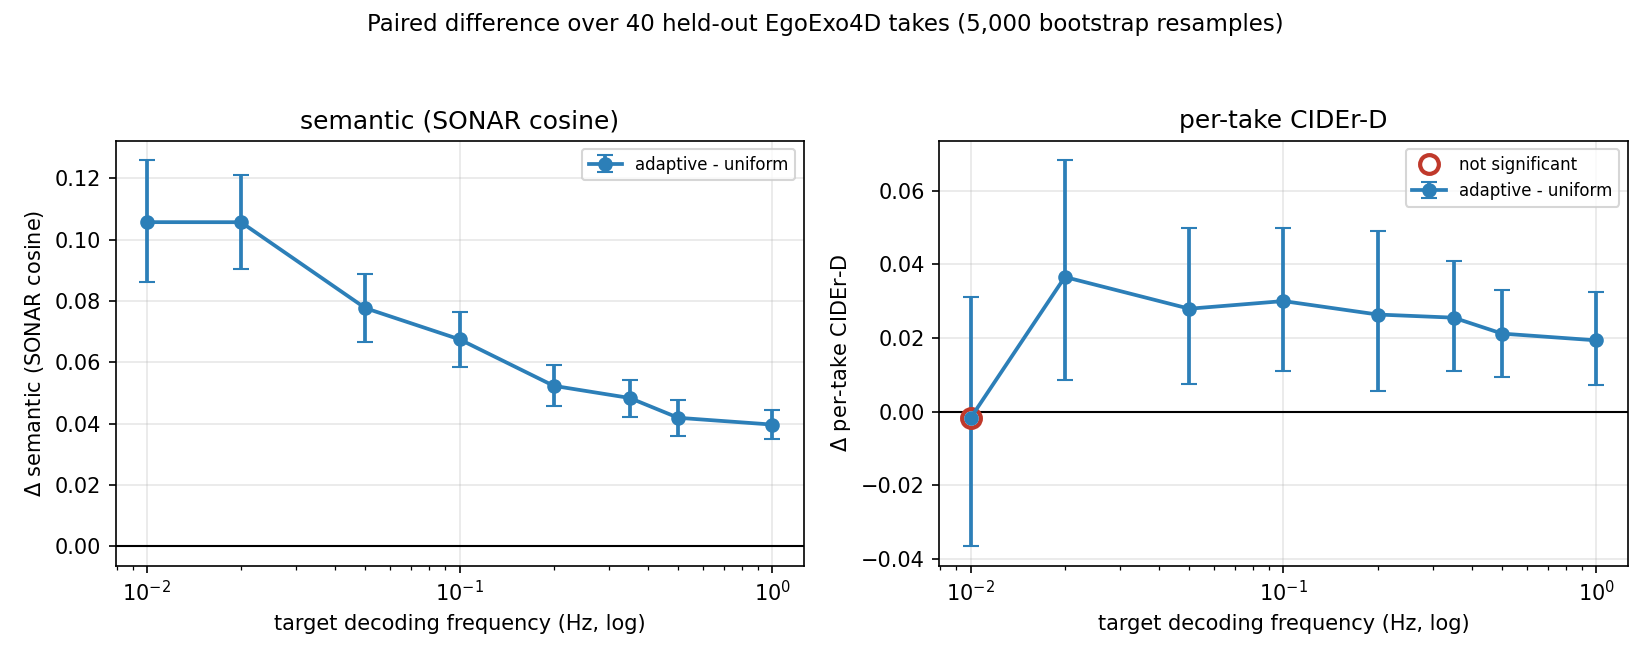 Paired difference over 40 held-out EgoExo4D takes (5,000 bootstrap resamples)
semantic (SONAR cosine)
adaptive - uniform
Δ semantic (SONAR cosine)
0.12
0.10
0.08
0.06
0.04
0.02
0.00
10⁻²
10⁻¹
10⁰
target decoding frequency (Hz, log)
per-take CIDEr-D
not significant
adaptive - uniform
Δ per-take CIDEr-D
0.06
0.04
0.02
0.00
−0.02
−0.04
10⁻²
10⁻¹
10⁰
target decoding frequency (Hz, log)